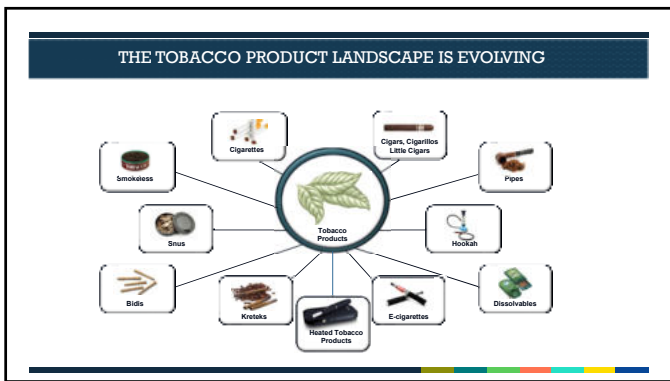 THE TOBACCO PRODUCT LANDSCAPE IS EVOLVING
Cigarettes
Cigars, Cigarillos
Little Cigars
Smokeless
Pipes
Tobacco
Products
Snus
Hookah
Bidis
Kreteks
Heated Tobacco
Products
E-cigarettes
Dissolvables